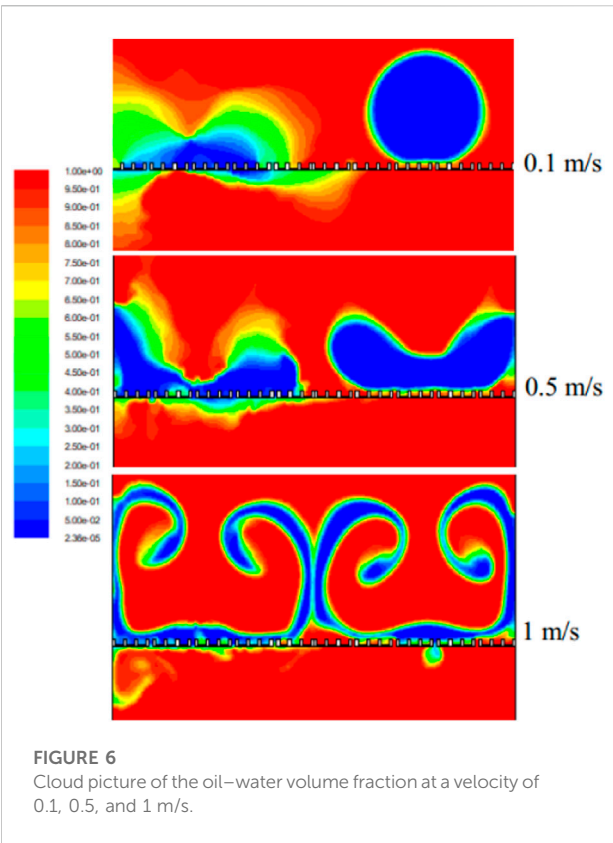 0.1 m/s
1.00e+00
9.50e-01
9.00e-01
8.50e-01
8.00e-01
7.50e-01
7.00e-01
6.50e-01
6.00e-01
5.50e-01
5.00e-01
4.50e-01
4.00e-01
3.50e-01
3.00e-01
2.50e-01
2.00e-01
1.50e-01
1.00e-01
5.00e-02
2.36e-05
0.5 m/s
1 m/s
FIGURE 6
Cloud picture of the oil–water volume fraction at a velocity of
0.1, 0.5, and 1 m/s.